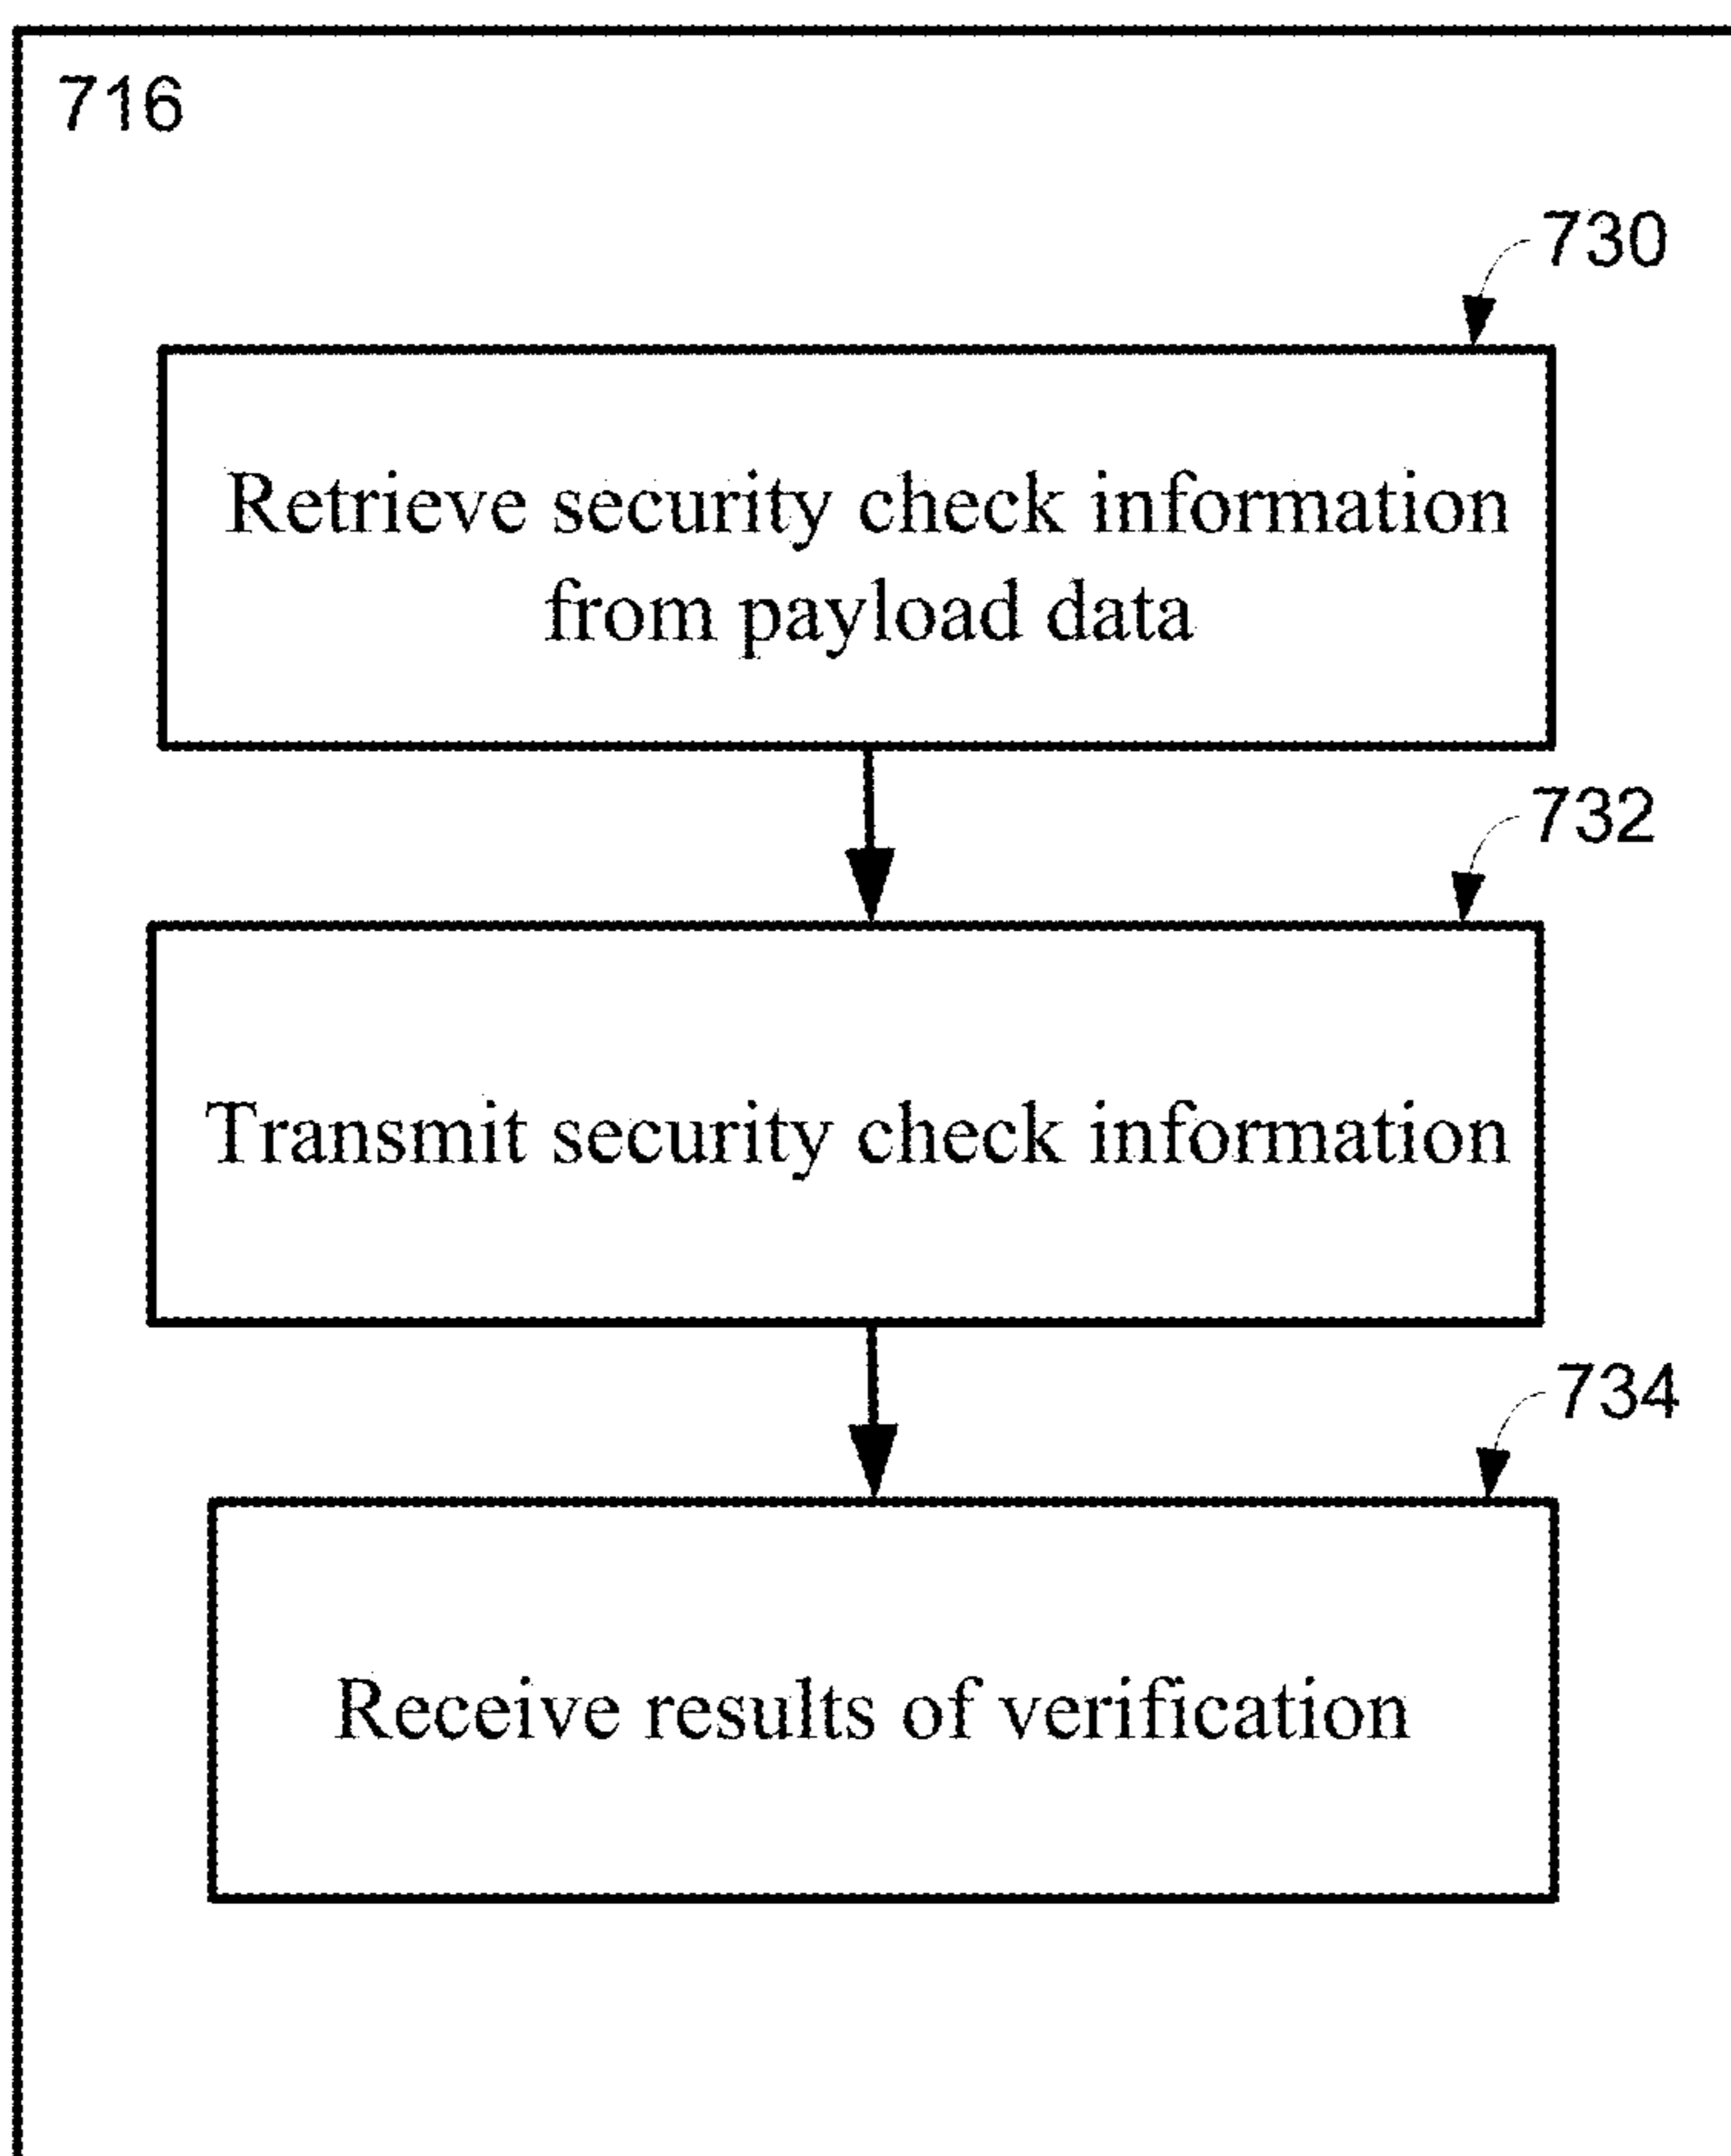 716
730
Retrieve security check information
from payload data
732
Transmit security check information
734
Receive results of verification